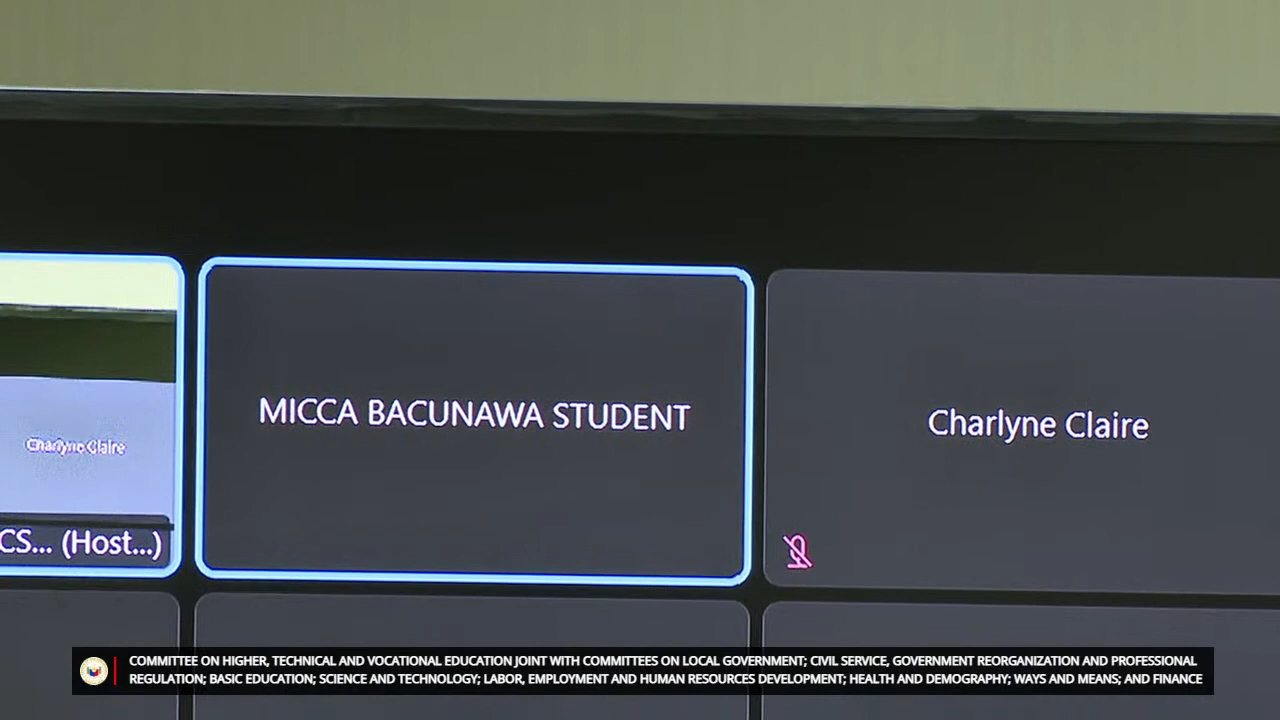 MICCA BACUNAWA STUDENT
Charlyne Claire
Charlyne Claire
CS... (Host...)
COMMITTEE ON HIGHER, TECHNICAL AND VOCATIONAL EDUCATION JOINT WITH COMMITTEES ON LOCAL GOVERNMENT; CIVIL SERVICE, GOVERNMENT REORGANIZATION AND PROFESSIONAL
REGULATION; BASIC EDUCATION; SCIENCE AND TECHNOLOGY; LABOR, EMPLOYMENT AND HUMAN RESOURCES DEVELOPMENT; HEALTH AND DEMOGRAPHY; WAYS AND MEANS; AND FINANCE